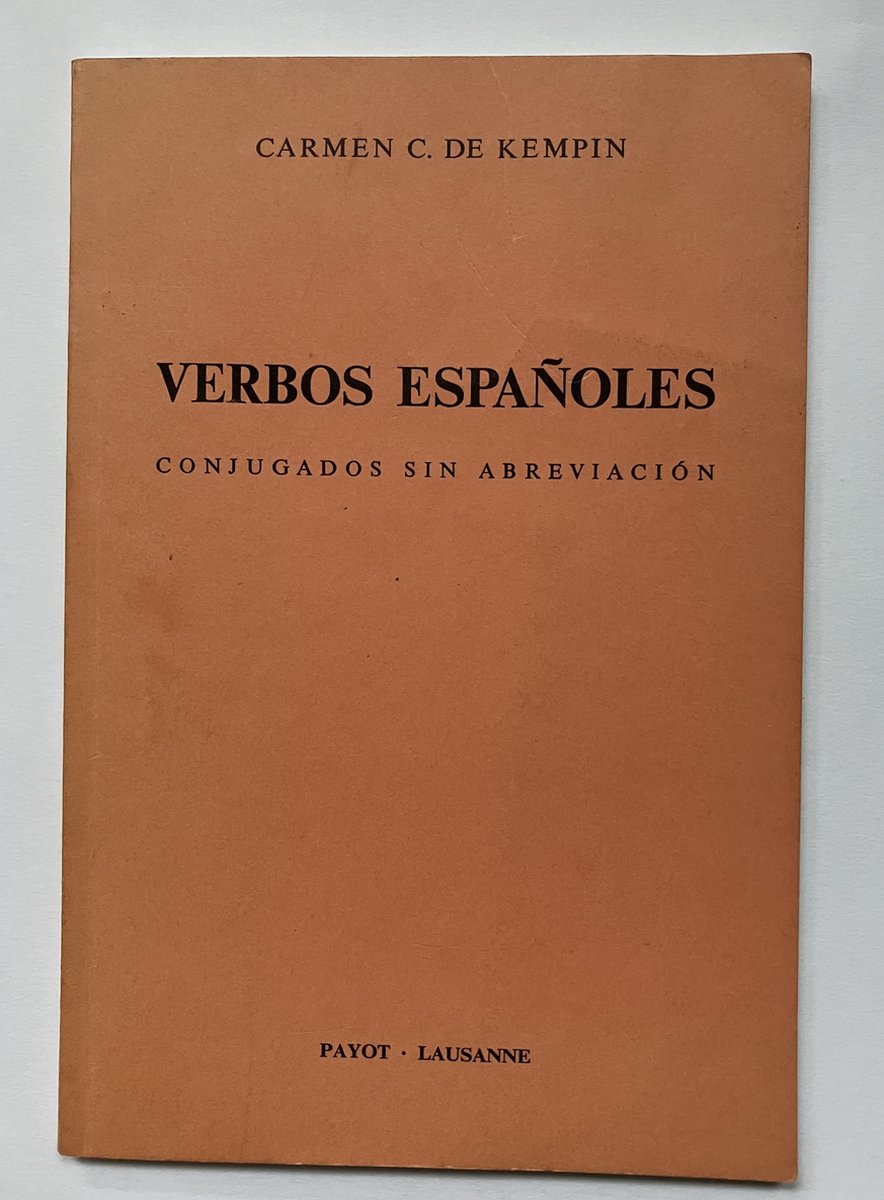 CARMEN C. DE KEMPIN
VERBOS ESPAÑOLES
CONJUGADOS SIN ABREVIACIÓN
PAYOT · LAUSANNE